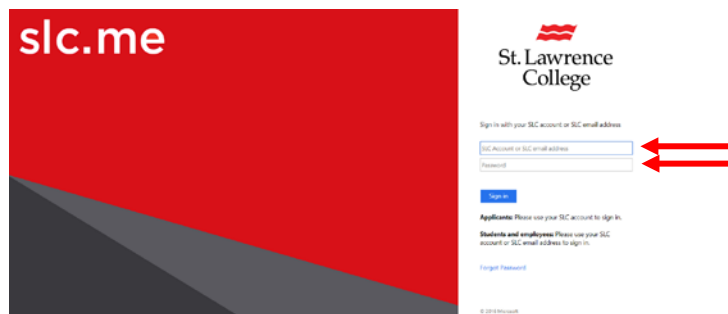 slc.me
St. Lawrence
College
Sign in with your SLC account or SLC email address
SLC Account or SLC email address
Password
Sign in
Applicants: Please use your SLC account to sign in.
Students and employees: Please use your SLC
account or SLC email address to sign in.
Forgot Password
© 2016 Microsoft